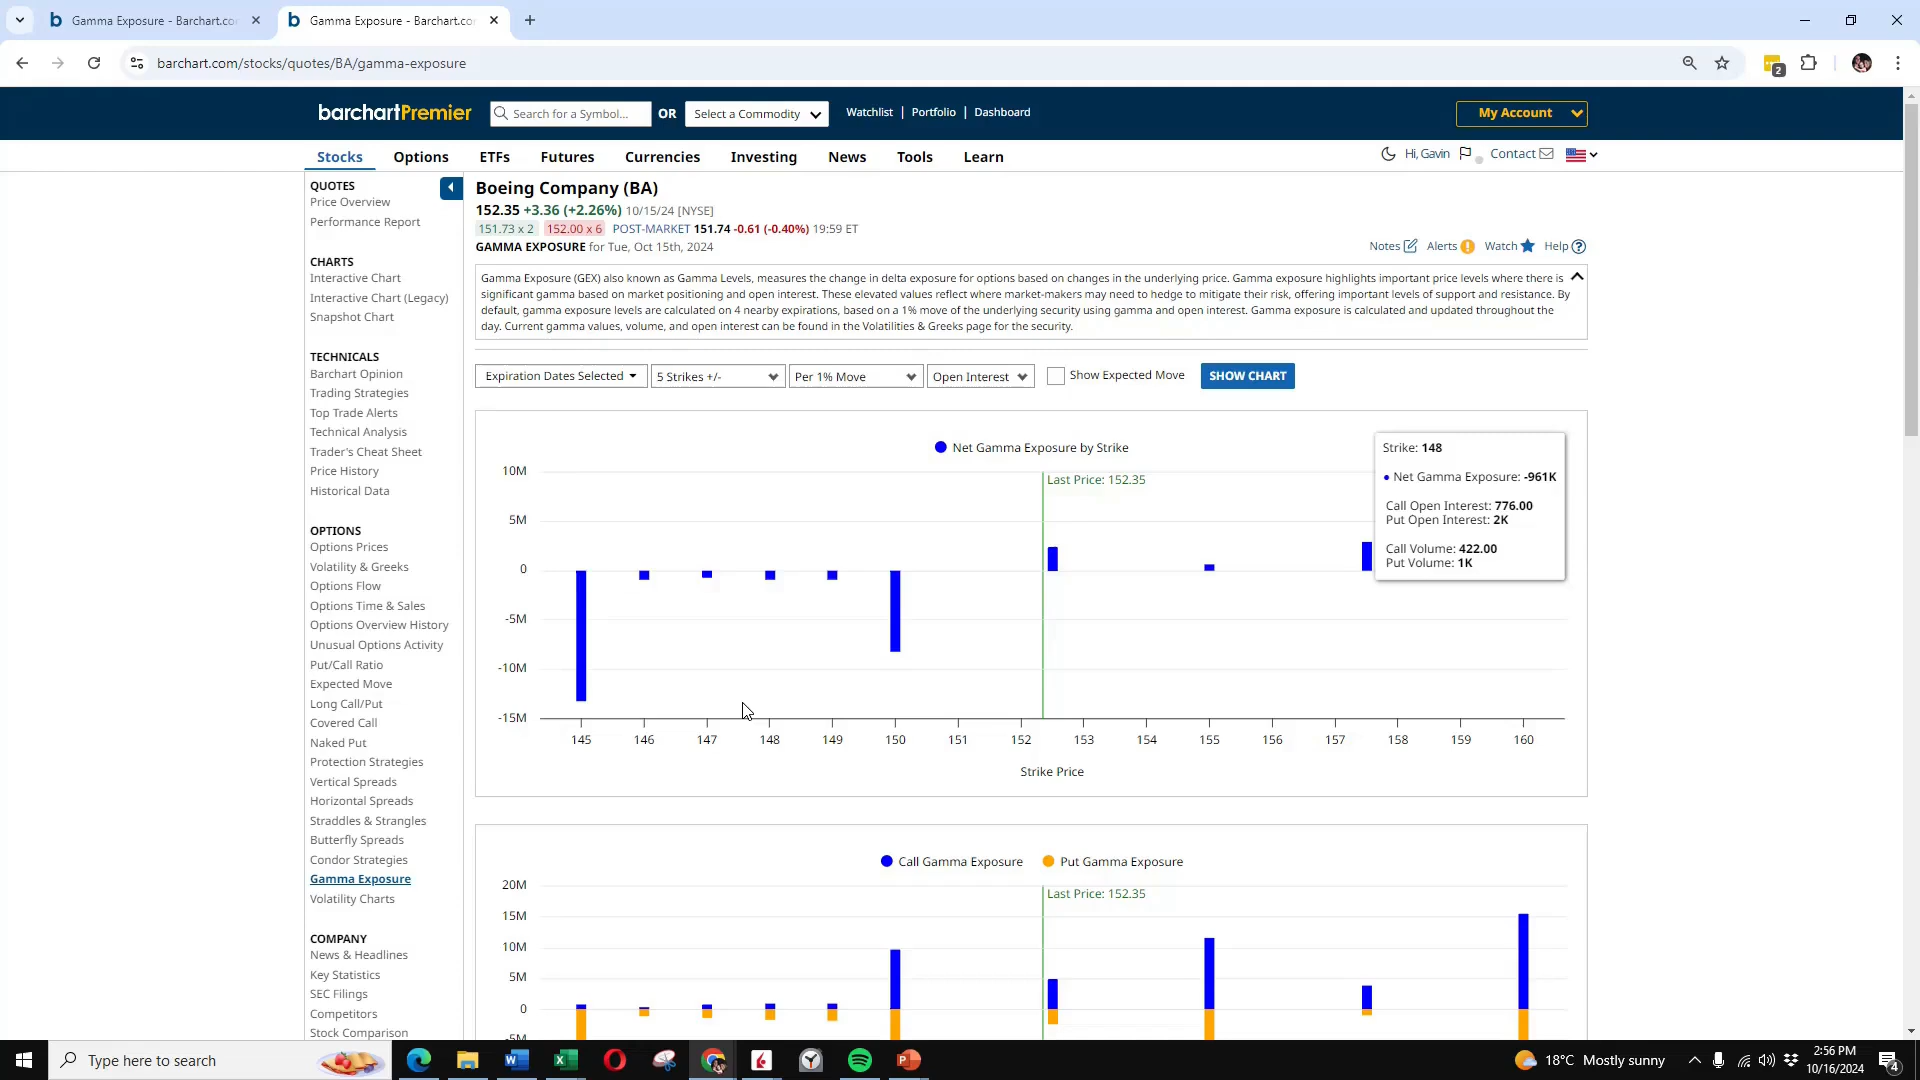 Gamma Exposure - Barchart.co
Gamma Exposure - Barchart.co
barchart.com/stocks/quotes/BA/gamma-exposure
2
barchartPremier
Search for a Symbol...
OR
Select a Commodity
Watchlist | Portfolio | Dashboard
My Account
Stocks
Options
ETFs
Futures
Currencies
Investing
News
Tools
Learn
Hi, Gavin
Contact
QUOTES
Price Overview
Performance Report
CHARTS
Interactive Chart
Interactive Chart (Legacy)
Snapshot Chart
TECHNICALS
Barchart Opinion
Trading Strategies
Top Trade Alerts
Technical Analysis
Trader's Cheat Sheet
Price History
Historical Data
OPTIONS
Options Prices
Volatility & Greeks
Options Flow
Options Time & Sales
Options Overview History
Unusual Options Activity
Put/Call Ratio
Expected Move
Long Call/Put
Covered Call
Naked Put
Protection Strategies
Vertical Spreads
Horizontal Spreads
Straddles & Strangles
Butterfly Spreads
Condor Strategies
Gamma Exposure
Volatility Charts
COMPANY
News & Headlines
Key Statistics
SEC Filings
Competitors
Stock Comparison
Boeing Company (BA)
152.35 +3.36 (+2.26%) 10/15/24 [NYSE]
151.73 x 2 152.00 x 6 POST-MARKET 151.74 -0.61 (-0.40%) 19:59 ET
GAMMA EXPOSURE for Tue, Oct 15th, 2024
Notes
Alerts
Watch
Help
Gamma Exposure (GEX) also known as Gamma Levels, measures the change in delta exposure for options based on changes in the underlying price. Gamma exposure highlights important price levels where there is
significant gamma based on market positioning and open interest. These elevated values reflect where market-makers may need to hedge to mitigate their risk, offering important levels of support and resistance. By
default, gamma exposure levels are calculated on 4 nearby expirations, based on a 1% move of the underlying security using gamma and open interest. Gamma exposure is calculated and updated throughout the
day. Current gamma values, volume, and open interest can be found in the Volatilities & Greeks page for the security.
Expiration Dates Selected
5 Strikes +/-
Per 1% Move
Open Interest
Show Expected Move
SHOW CHART
Net Gamma Exposure by Strike
Last Price: 152.35
Strike: 148
Net Gamma Exposure: -961K
Call Open Interest: 776.00
Put Open Interest: 2K
Call Volume: 422.00
Put Volume: 1K
10M
5M
0
-5M
-10M
-15M
145 146 147 148 149 150 151 152 153 154 155 156 157 158 159 160
Strike Price
Call Gamma Exposure
Put Gamma Exposure
Last Price: 152.35
20M
15M
10M
5M
0
-5M
Type here to search
18°C Mostly sunny
2:56 PM
10/16/2024
4